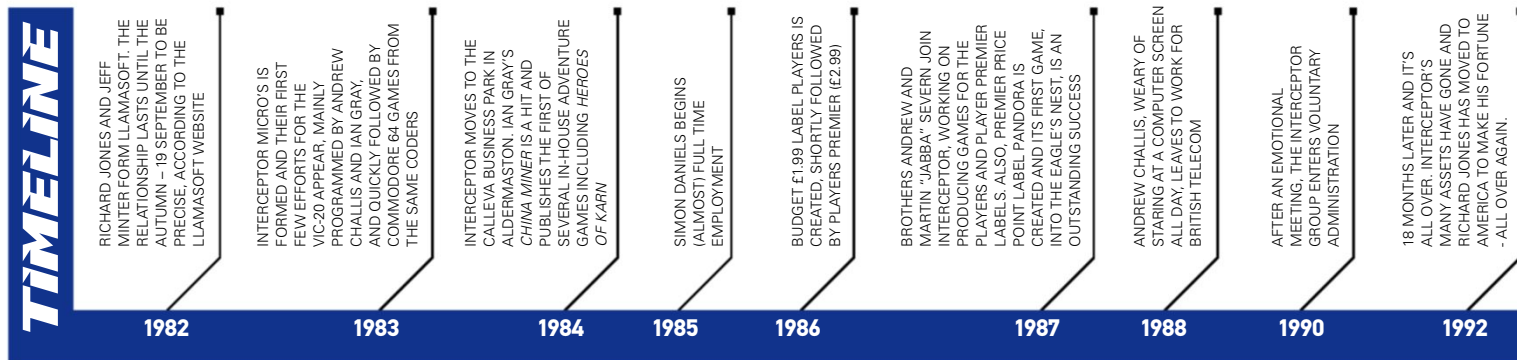 TIMELINE
RICHARD JONES AND JEFF
MINTER FORM LLAMASOFT. THE
RELATIONSHIP LASTS UNTIL THE
AUTUMN – 19 SEPTEMBER TO BE
PRECISE, ACCORDING TO THE
LLAMASOFT WEBSITE
1982
INTERCEPTOR MICRO'S IS
FORMED AND THEIR FIRST
FEW EFFORTS FOR THE
VIC-20 APPEAR, MAINLY
PROGRAMMED BY ANDREW
CHALLIS AND IAN GRAY,
AND QUICKLY FOLLOWED BY
COMMODORE 64 GAMES FROM
THE SAME CODERS
1983
INTERCEPTOR MOVES TO THE
CALLEVA BUSINESS PARK IN
ALDERMASTON. IAN GRAY'S
CHINA MINER IS A HIT AND
PUBLISHES THE FIRST OF
SEVERAL IN-HOUSE ADVENTURE
GAMES INCLUDING HEROES
OF KARN
1984
SIMON DANIELS BEGINS
(ALMOST) FULL TIME
EMPLOYMENT
1985
BUDGET £1.99 LABEL PLAYERS IS
CREATED, SHORTLY FOLLOWED
BY PLAYERS PREMIER (£2.99)
1986
BROTHERS ANDREW AND
MARTIN "JABBA" SEVERN JOIN
INTERCEPTOR, WORKING ON
PRODUCING GAMES FOR THE
PLAYERS AND PLAYER PREMIER
LABELS. ALSO, PREMIER PRICE
POINT LABEL PANDORA IS
CREATED AND ITS FIRST GAME,
INTO THE EAGLE'S NEST, IS AN
OUTSTANDING SUCCESS
1987
ANDREW CHALLIS, WEARY OF
STARING AT A COMPUTER SCREEN
ALL DAY, LEAVES TO WORK FOR
BRITISH TELECOM
1988
AFTER AN EMOTIONAL
MEETING, THE INTERCEPTOR
GROUP ENTERS VOLUNTARY
ADMINISTRATION
1990
18 MONTHS LATER AND IT'S
ALL OVER. INTERCEPTOR'S
MANY ASSETS HAVE GONE AND
RICHARD JONES HAS MOVED TO
AMERICA TO MAKE HIS FORTUNE
- ALL OVER AGAIN.
1992